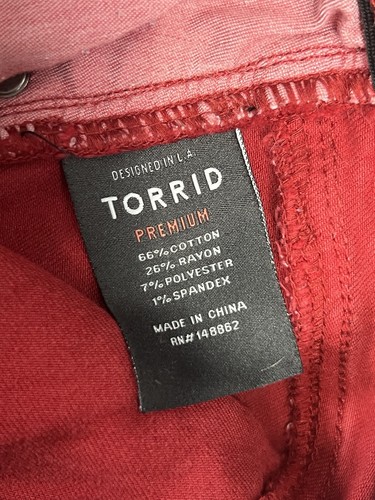 DESIGNED IN L.A.
TORRID
PREMIUM
66% COTTON
26% RAYON
7% POLYESTER
1% SPANDEX
MADE IN CHINA
RN# 148862